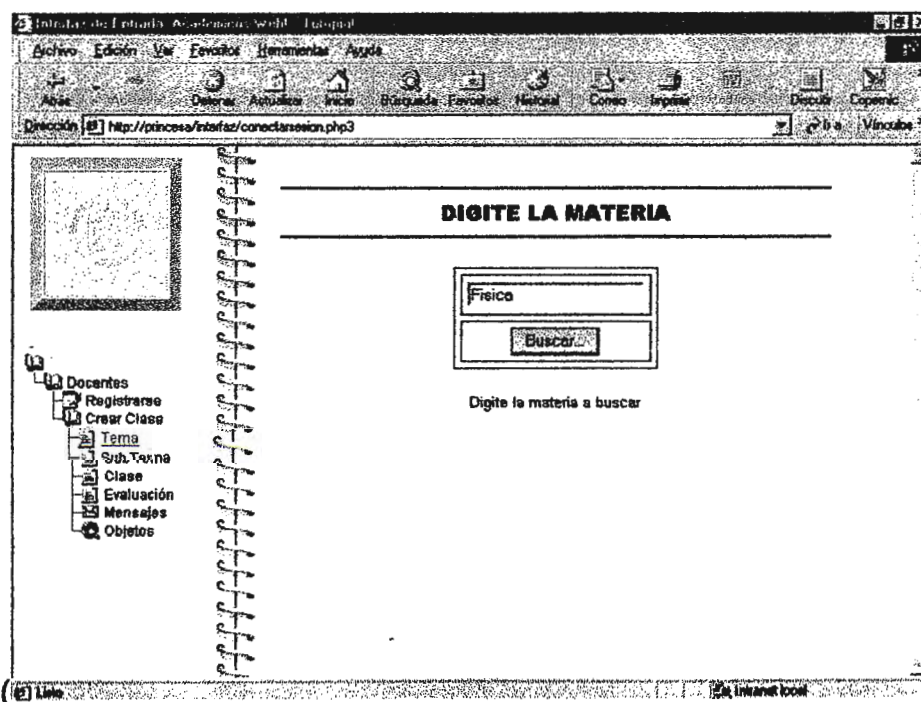 Archivo Edición Ver Favoritos Herramientas Ayuda
Atrás Detener Actualizar Inicio Búsqueda Favoritos Historial Correo Imprimir Discutir Copernic
Dirección http://princesa/interfaz/conectarsesion.php3 Ir a Vínculos
DIGITE LA MATERIA
Fisica
Buscar...
Digite la materia a buscar
Docentes
Registrarse
Crear Clase
Tema
Sub.Tema
Clase
Evaluación
Mensajes
Objetos
Listo Intranet local